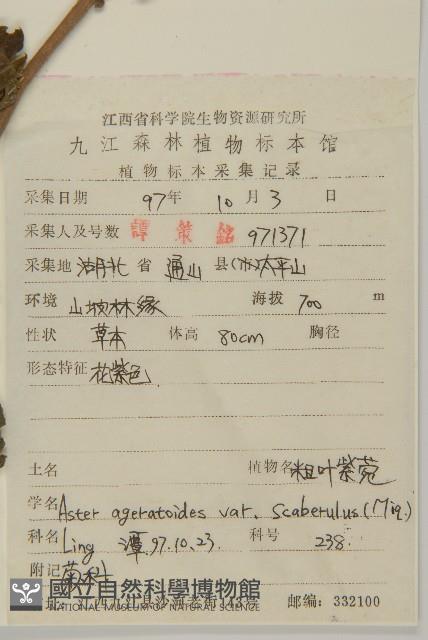 江西省科学院生物资源研究所
九江森林植物标本馆
植物标本采集记录
采集日期 97年 10月 3 日
采集人及号数 譚策銘 971371
采集地 湖北省 通山县(市)太平山
环境 山坡林缘 海拔 700 m
性状 草本 体高 80cm 胸径
形态特征 花紫色
土名 植物名 粗叶紫菀
学名 Aster ageratoides var. scaberulus (Miq.)
科名 Ling 潭.97.10.23. 科号 238.
附记 菊科
國立自然科學博物館
NATIONAL MUSEUM OF NATURAL SCIENCE
邮编：332100